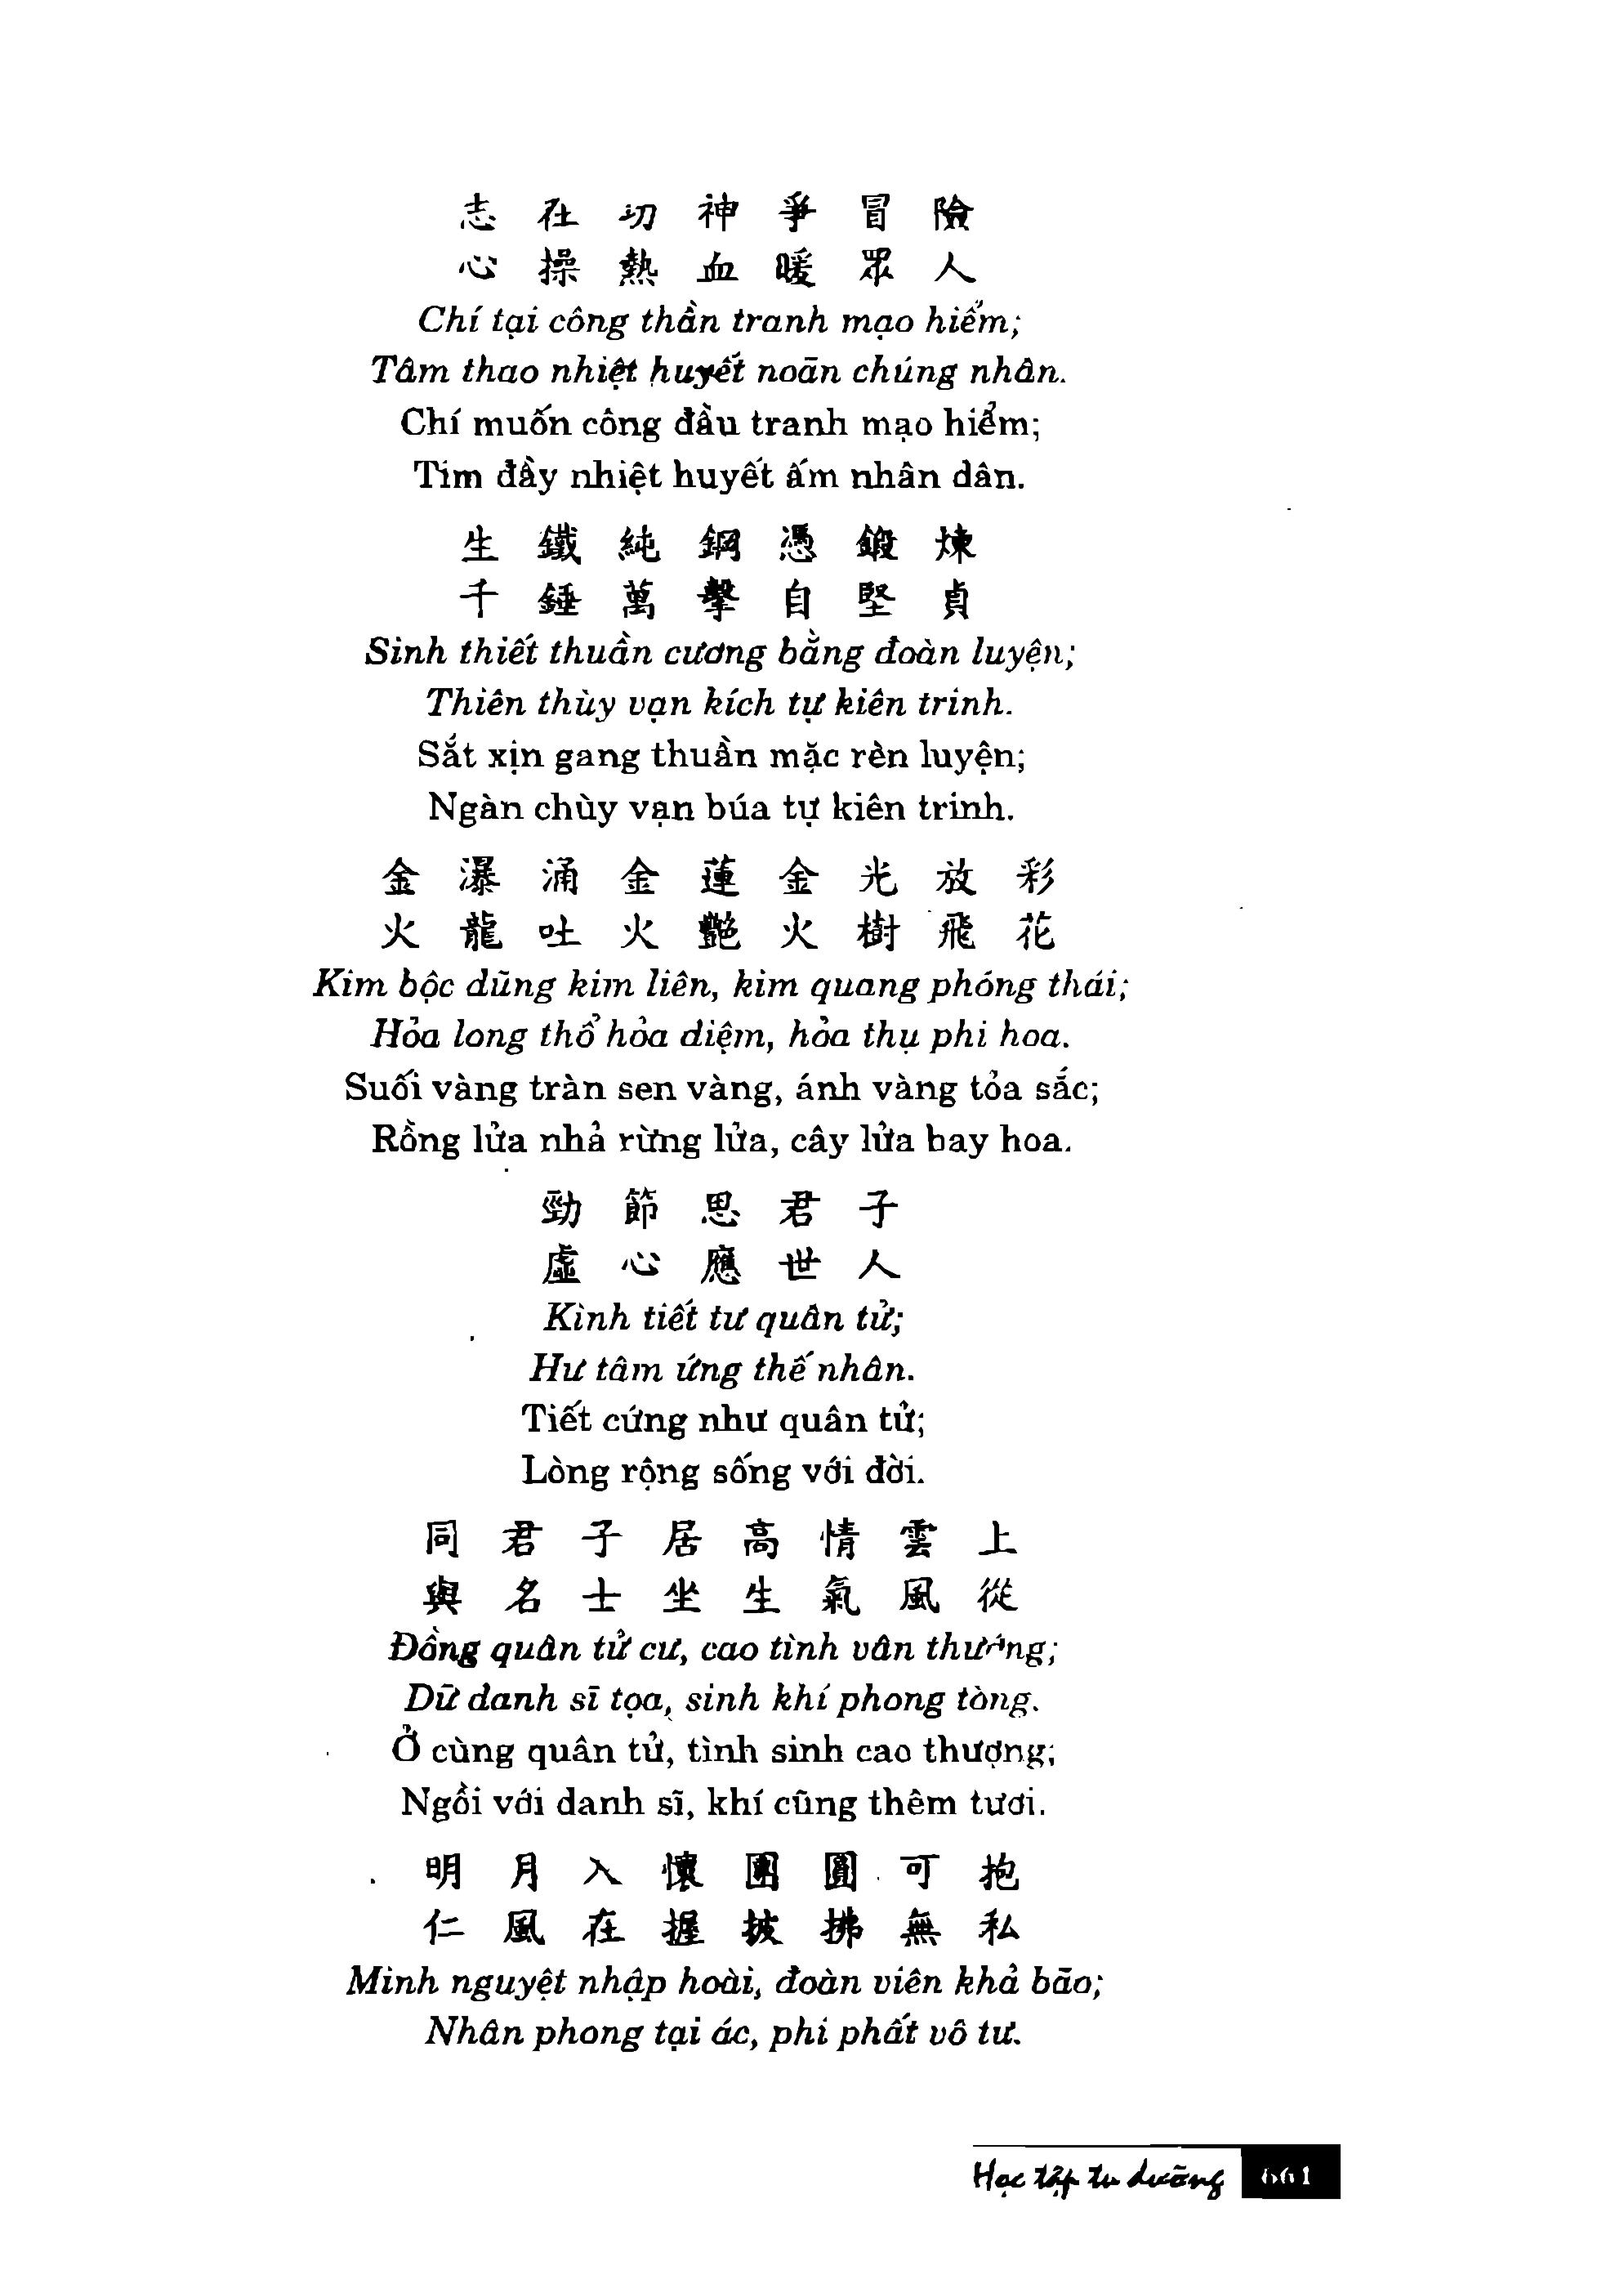 志在功神爭冒險
心操熱血暖眾人
Chí tại công thần tranh mạo hiểm;
Tâm thao nhiệt huyết noãn chúng nhân.
Chí muốn công đầu tranh mạo hiểm;
Tim đầy nhiệt huyết ấm nhân dân.
生鐵純鋼憑鍛煉
千錘萬擊自堅貞
Sinh thiết thuần cương bằng đoàn luyện;
Thiên thùy vạn kích tự kiên trinh.
Sắt xịn gang thuần mặc rèn luyện;
Ngàn chùy vạn búa tự kiên trinh.
金瀑涌金蓮金光放彩
火龍吐火艷火樹飛花
Kim bộc dũng kim liên, kim quang phóng thái;
Hỏa long thổ hỏa diệm, hỏa thụ phi hoa.
Suối vàng tràn sen vàng, ánh vàng tỏa sắc;
Rồng lửa nhả rừng lửa, cây lửa bay hoa.
勁節思君子
虛心應世人
Kình tiết tư quân tử;
Hư tâm ứng thế nhân.
Tiết cứng như quân tử;
Lòng rộng sống với đời.
同君子居高情雲上
與名士坐生氣風從
Đồng quân tử cư, cao tình vân thướng;
Dữ danh sĩ tọa, sinh khí phong tòng.
Ở cùng quân tử, tình sinh cao thượng;
Ngồi với danh sĩ, khí cũng thêm tươi.
明月入懷團圓可抱
仁風在握披拂無私
Minh nguyệt nhập hoài, đoàn viên khả bão;
Nhân phong tại ác, phi phất vô tư.
Học tập tu dưỡng 661